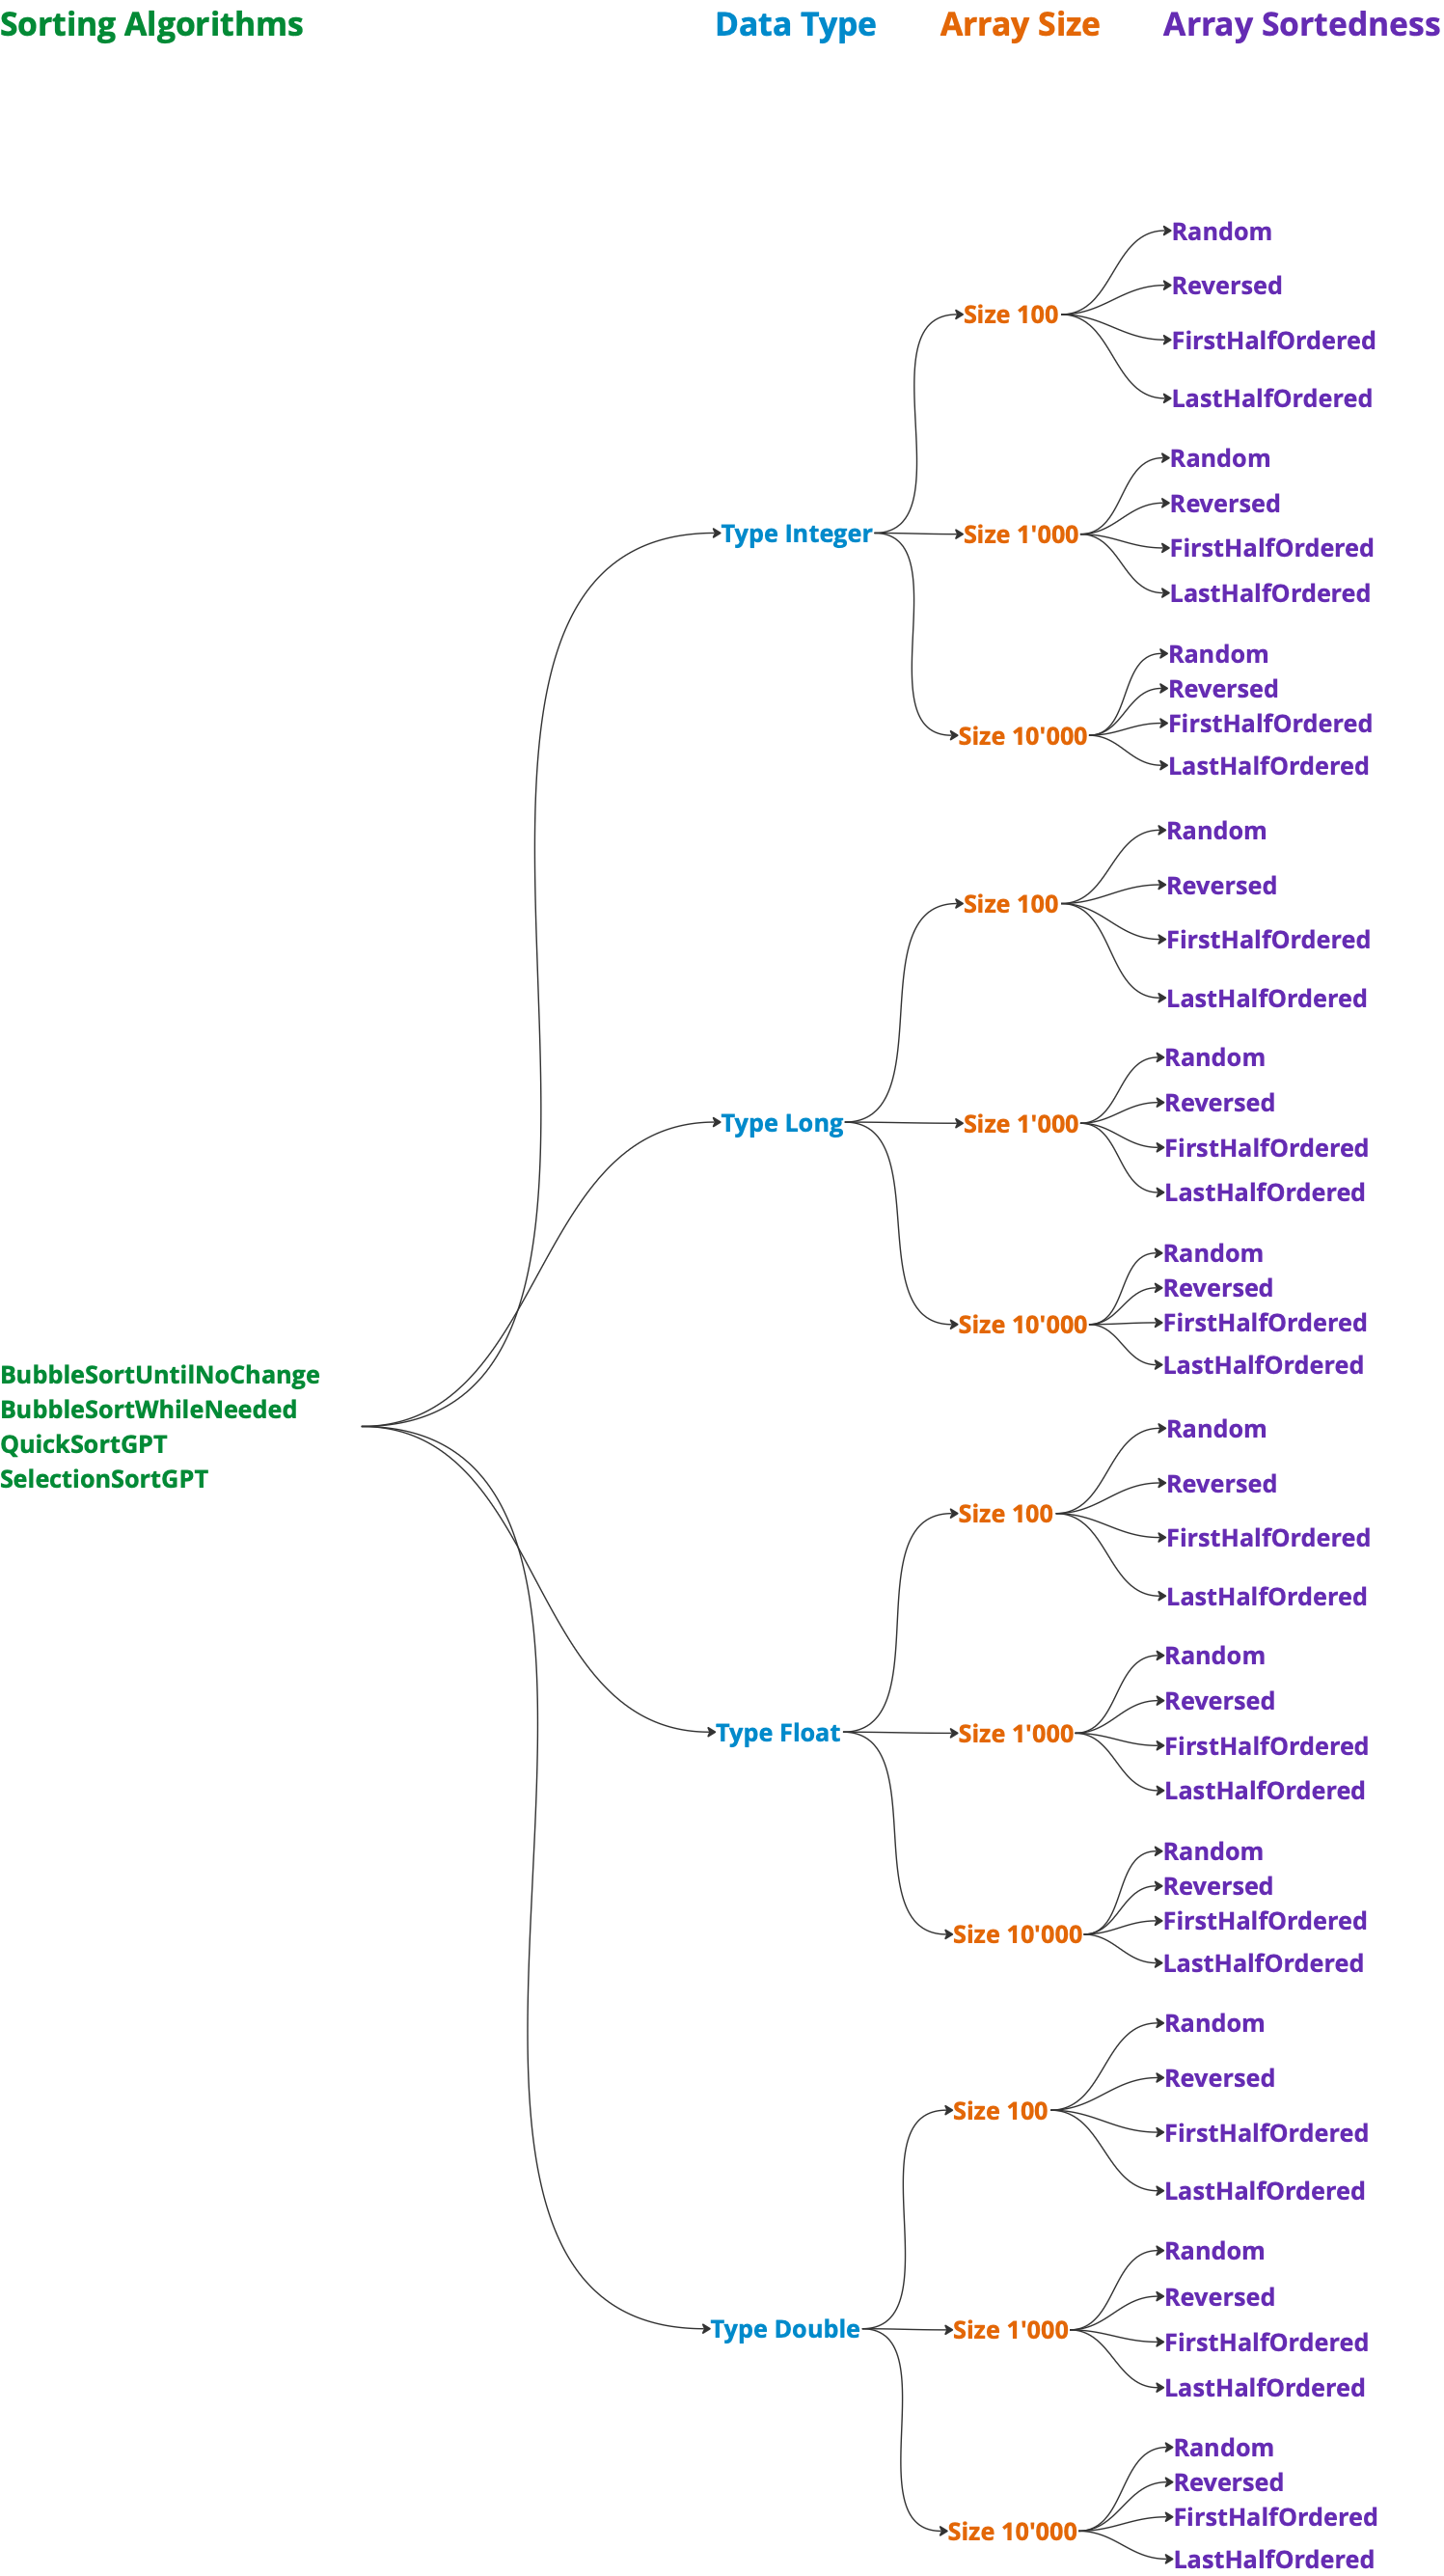 Sorting Algorithms
Data Type
Array Size
Array Sortedness
BubbleSortUntilNoChange
BubbleSortWhileNeeded
QuickSortGPT
SelectionSortGPT
Type Integer
Size 100
Random
Reversed
FirstHalfOrdered
LastHalfOrdered
Size 1'000
Random
Reversed
FirstHalfOrdered
LastHalfOrdered
Size 10'000
Random
Reversed
FirstHalfOrdered
LastHalfOrdered
Type Long
Size 100
Random
Reversed
FirstHalfOrdered
LastHalfOrdered
Size 1'000
Random
Reversed
FirstHalfOrdered
LastHalfOrdered
Size 10'000
Random
Reversed
FirstHalfOrdered
LastHalfOrdered
Type Float
Size 100
Random
Reversed
FirstHalfOrdered
LastHalfOrdered
Size 1'000
Random
Reversed
FirstHalfOrdered
LastHalfOrdered
Size 10'000
Random
Reversed
FirstHalfOrdered
LastHalfOrdered
Type Double
Size 100
Random
Reversed
FirstHalfOrdered
LastHalfOrdered
Size 1'000
Random
Reversed
FirstHalfOrdered
LastHalfOrdered
Size 10'000
Random
Reversed
FirstHalfOrdered
LastHalfOrdered